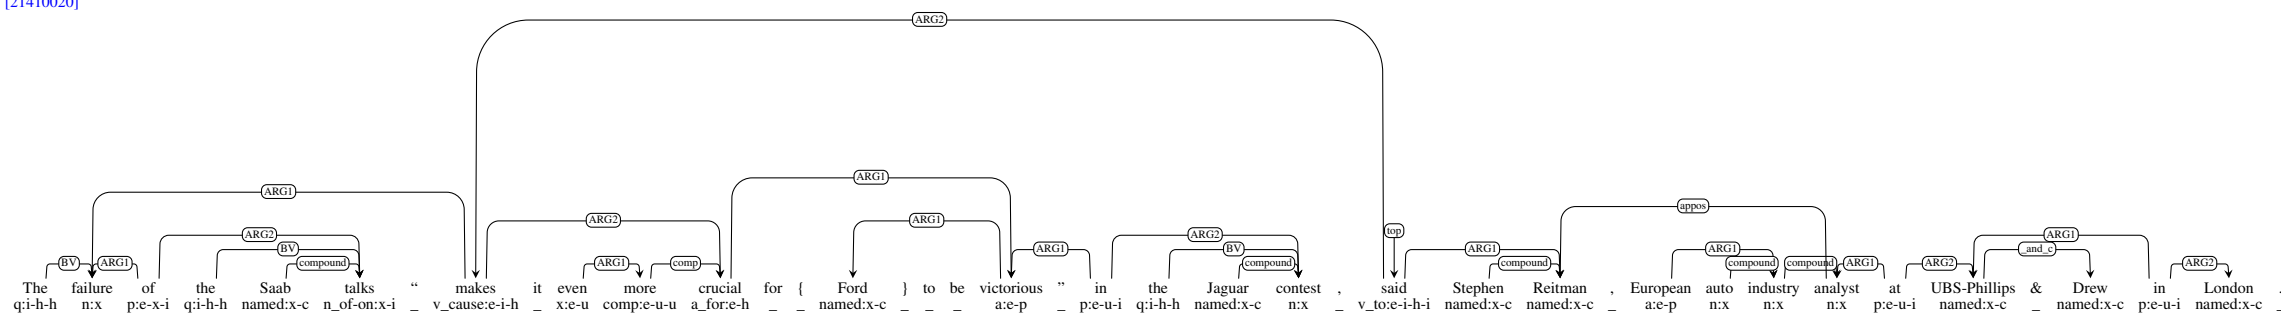 [21410020]
ARG2
ARG1 ARG1
ARG2 ARG1 appos
ARG2 ARG2 top ARG1
BV BV ARG1 BV ARG1 ARG1 _and_c
BV ARG1 compound ARG1 comp compound compound compound compound ARG1 ARG2 ARG2
The failure of the Saab talks “ makes it even more crucial for { Ford } to be victorious ” in the Jaguar contest , said Stephen Reitman , European auto industry analyst at UBS-Phillips & Drew in London .
q:i-h-h n:x p:e-x-i q:i-h-h named:x-c n_of-on:x-i _ v_cause:e-i-h _ x:e-u comp:e-u-u a_for:e-h _ _ named:x-c _ _ _ a:e-p _ p:e-u-i q:i-h-h named:x-c n:x _ v_to:e-i-h-i named:x-c named:x-c _ a:e-p n:x n:x n:x p:e-u-i named:x-c _ named:x-c p:e-u-i named:x-c _